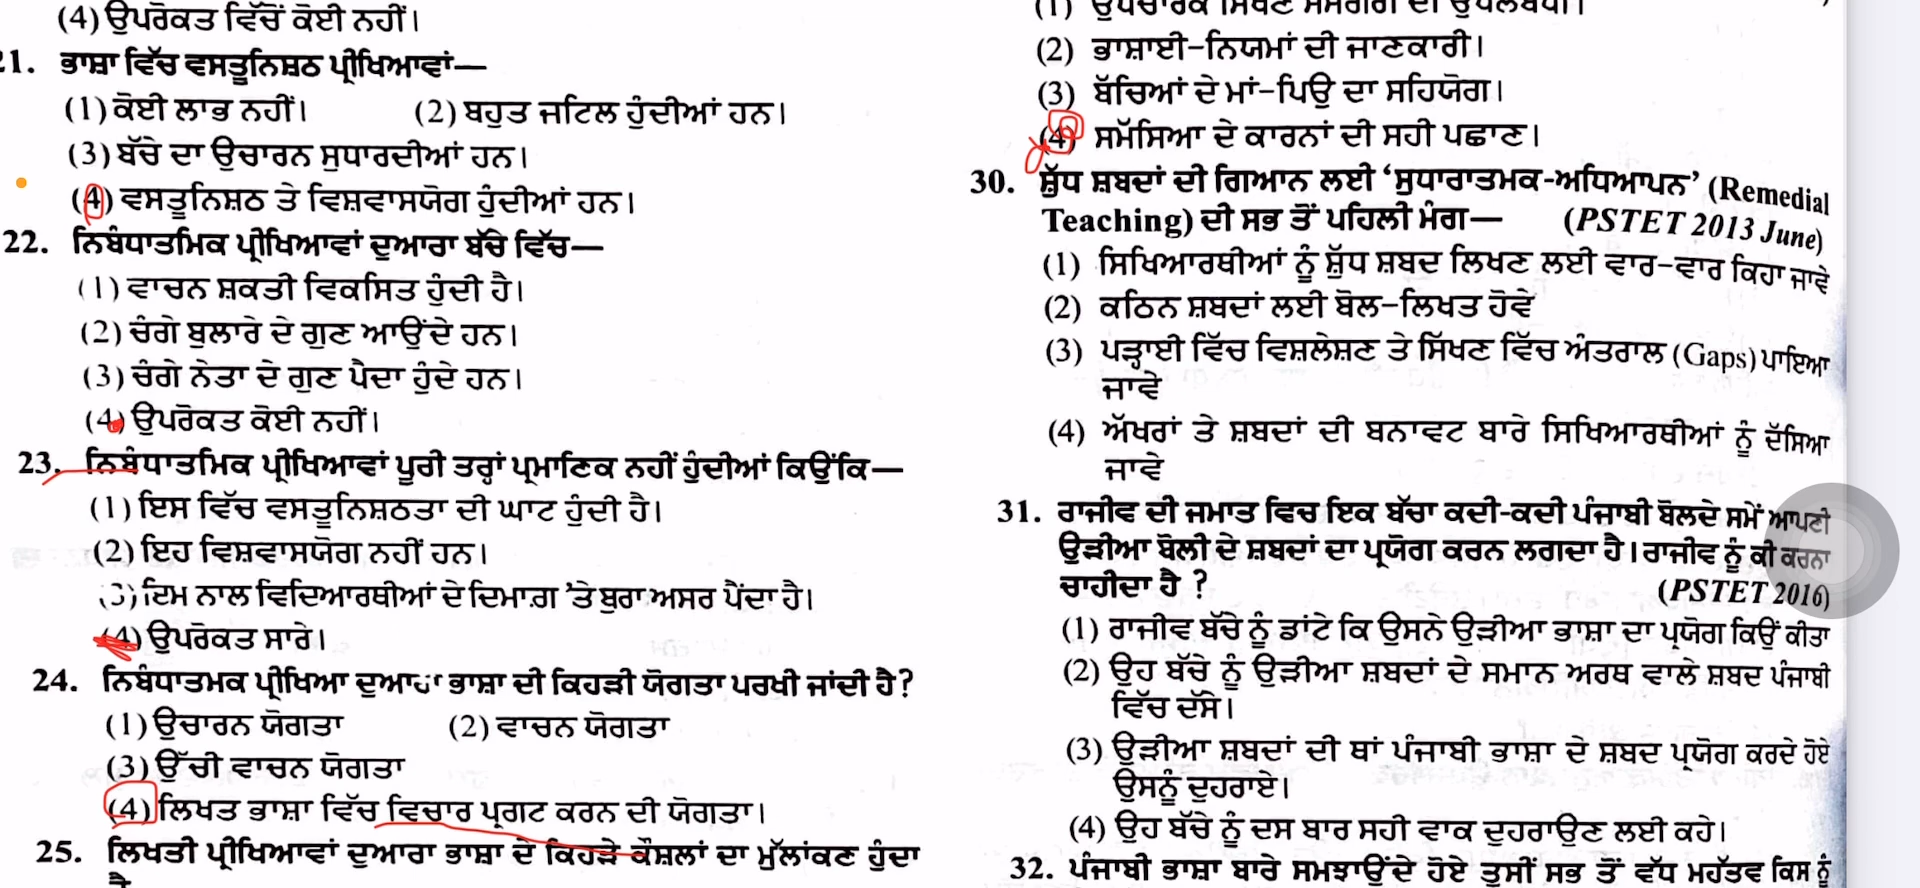 (4) ਉਪਰੋਕਤ ਵਿੱਚੋਂ ਕੋਈ ਨਹੀਂ।
21. ਭਾਸ਼ਾ ਵਿੱਚ ਵਸਤੂਨਿਸ਼ਠ ਪ੍ਰੀਖਿਆਵਾਂ—
(1) ਕੋਈ ਲਾਭ ਨਹੀਂ। (2) ਬਹੁਤ ਜਟਿਲ ਹੁੰਦੀਆਂ ਹਨ।
(3) ਬੱਚੇ ਦਾ ਉਚਾਰਨ ਸੁਧਾਰਦੀਆਂ ਹਨ।
(4) ਵਸਤੂਨਿਸ਼ਠ ਤੇ ਵਿਸ਼ਵਾਸਯੋਗ ਹੁੰਦੀਆਂ ਹਨ।
22. ਨਿਬੰਧਾਤਮਿਕ ਪ੍ਰੀਖਿਆਵਾਂ ਦੁਆਰਾ ਬੱਚੇ ਵਿੱਚ—
(1) ਵਾਚਨ ਸ਼ਕਤੀ ਵਿਕਸਿਤ ਹੁੰਦੀ ਹੈ।
(2) ਚੰਗੇ ਬੁਲਾਰੇ ਦੇ ਗੁਣ ਆਉਂਦੇ ਹਨ।
(3) ਚੰਗੇ ਨੇਤਾ ਦੇ ਗੁਣ ਪੈਦਾ ਹੁੰਦੇ ਹਨ।
(4) ਉਪਰੋਕਤ ਕੋਈ ਨਹੀਂ।
23. ਨਿਬੰਧਾਤਮਿਕ ਪ੍ਰੀਖਿਆਵਾਂ ਪੂਰੀ ਤਰ੍ਹਾਂ ਪ੍ਰਮਾਣਿਕ ਨਹੀਂ ਹੁੰਦੀਆਂ ਕਿਉਂਕਿ—
(1) ਇਸ ਵਿੱਚ ਵਸਤੂਨਿਸ਼ਠਤਾ ਦੀ ਘਾਟ ਹੁੰਦੀ ਹੈ।
(2) ਇਹ ਵਿਸ਼ਵਾਸਯੋਗ ਨਹੀਂ ਹਨ।
(3) ਇਸ ਨਾਲ ਵਿਦਿਆਰਥੀਆਂ ਦੇ ਦਿਮਾਗ਼ 'ਤੇ ਬੁਰਾ ਅਸਰ ਪੈਂਦਾ ਹੈ।
(4) ਉਪਰੋਕਤ ਸਾਰੇ।
24. ਨਿਬੰਧਾਤਮਕ ਪ੍ਰੀਖਿਆ ਦੁਆਰਾ ਭਾਸ਼ਾ ਦੀ ਕਿਹੜੀ ਯੋਗਤਾ ਪਰਖੀ ਜਾਂਦੀ ਹੈ?
(1) ਉਚਾਰਨ ਯੋਗਤਾ (2) ਵਾਚਨ ਯੋਗਤਾ
(3) ਉੱਚੀ ਵਾਚਨ ਯੋਗਤਾ
(4) ਲਿਖਤ ਭਾਸ਼ਾ ਵਿੱਚ ਵਿਚਾਰ ਪ੍ਰਗਟ ਕਰਨ ਦੀ ਯੋਗਤਾ।
25. ਲਿਖਤੀ ਪ੍ਰੀਖਿਆਵਾਂ ਦੁਆਰਾ ਭਾਸ਼ਾ ਦੇ ਕਿਹੜੇ ਕੌਸ਼ਲਾਂ ਦਾ ਮੁੱਲਾਂਕਣ ਹੁੰਦਾ
(1) ਉਪਚਾਰਕ ਸਿਖਣ ਸਮੱਗਰੀ ਦੀ ਉਪਲਬਧੀ।
(2) ਭਾਸ਼ਾਈ-ਨਿਯਮਾਂ ਦੀ ਜਾਣਕਾਰੀ।
(3) ਬੱਚਿਆਂ ਦੇ ਮਾਂ-ਪਿਉ ਦਾ ਸਹਿਯੋਗ।
(4) ਸਮੱਸਿਆ ਦੇ ਕਾਰਨਾਂ ਦੀ ਸਹੀ ਪਛਾਣ।
30. ਸ਼ੁੱਧ ਸ਼ਬਦਾਂ ਦੀ ਗਿਆਨ ਲਈ 'ਸੁਧਾਰਾਤਮਕ-ਅਧਿਆਪਨ' (Remedial
Teaching) ਦੀ ਸਭ ਤੋਂ ਪਹਿਲੀ ਮੰਗ— (PSTET 2013 June)
(1) ਸਿਖਿਆਰਥੀਆਂ ਨੂੰ ਸ਼ੁੱਧ ਸ਼ਬਦ ਲਿਖਣ ਲਈ ਵਾਰ-ਵਾਰ ਕਿਹਾ ਜਾਵੇ
(2) ਕਠਿਨ ਸ਼ਬਦਾਂ ਲਈ ਬੋਲ-ਲਿਖਤ ਹੋਵੇ
(3) ਪੜ੍ਹਾਈ ਵਿੱਚ ਵਿਸ਼ਲੇਸ਼ਣ ਤੇ ਸਿੱਖਣ ਵਿੱਚ ਅੰਤਰਾਲ (Gaps) ਪਾਇਆ
ਜਾਵੇ
(4) ਅੱਖਰਾਂ ਤੇ ਸ਼ਬਦਾਂ ਦੀ ਬਨਾਵਟ ਬਾਰੇ ਸਿਖਿਆਰਥੀਆਂ ਨੂੰ ਦੱਸਿਆ
ਜਾਵੇ
31. ਰਾਜੀਵ ਦੀ ਜਮਾਤ ਵਿਚ ਇਕ ਬੱਚਾ ਕਦੀ-ਕਦੀ ਪੰਜਾਬੀ ਬੋਲਦੇ ਸਮੇਂ ਆਪਣੀ
ਉੜੀਆ ਬੋਲੀ ਦੇ ਸ਼ਬਦਾਂ ਦਾ ਪ੍ਰਯੋਗ ਕਰਨ ਲਗਦਾ ਹੈ। ਰਾਜੀਵ ਨੂੰ ਕੀ ਕਰਨਾ
ਚਾਹੀਦਾ ਹੈ ? (PSTET 2016)
(1) ਰਾਜੀਵ ਬੱਚੇ ਨੂੰ ਡਾਂਟੇ ਕਿ ਉਸਨੇ ਉੜੀਆ ਭਾਸ਼ਾ ਦਾ ਪ੍ਰਯੋਗ ਕਿਉਂ ਕੀਤਾ
(2) ਉਹ ਬੱਚੇ ਨੂੰ ਉੜੀਆ ਸ਼ਬਦਾਂ ਦੇ ਸਮਾਨ ਅਰਥ ਵਾਲੇ ਸ਼ਬਦ ਪੰਜਾਬੀ
ਵਿੱਚ ਦੱਸੇ।
(3) ਉੜੀਆ ਸ਼ਬਦਾਂ ਦੀ ਥਾਂ ਪੰਜਾਬੀ ਭਾਸ਼ਾ ਦੇ ਸ਼ਬਦ ਪ੍ਰਯੋਗ ਕਰਦੇ ਹੋਏ
ਉਸਨੂੰ ਦੁਹਰਾਏ।
(4) ਉਹ ਬੱਚੇ ਨੂੰ ਦਸ ਬਾਰ ਸਹੀ ਵਾਕ ਦੁਹਰਾਉਣ ਲਈ ਕਹੇ।
32. ਪੰਜਾਬੀ ਭਾਸ਼ਾ ਬਾਰੇ ਸਮਝਾਉਂਦੇ ਹੋਏ ਤੁਸੀਂ ਸਭ ਤੋਂ ਵੱਧ ਮਹੱਤਵ ਕਿਸ ਨੂੰ